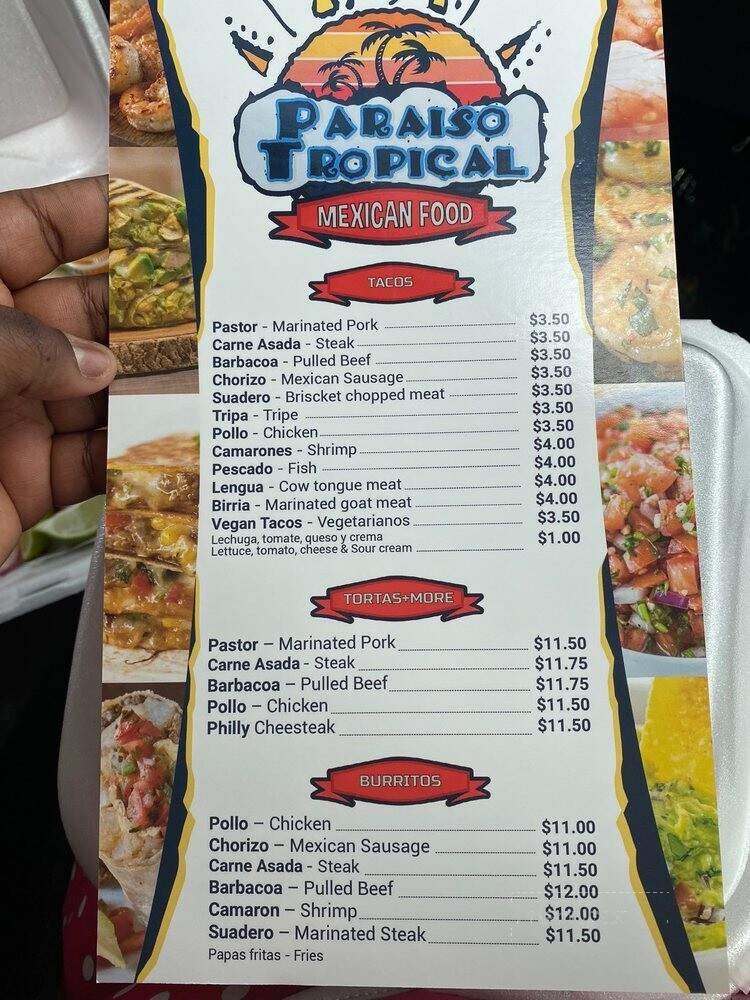 PARAISO
TROPICAL
MEXICAN FOOD
TACOS
Pastor - Marinated Pork $3.50
Carne Asada - Steak $3.50
Barbacoa - Pulled Beef $3.50
Chorizo - Mexican Sausage $3.50
Suadero - Briscket chopped meat $3.50
Tripa - Tripe $3.50
Pollo - Chicken $3.50
Camarones - Shrimp $4.00
Pescado - Fish $4.00
Lengua - Cow tongue meat $4.00
Birria - Marinated goat meat $4.00
Vegan Tacos - Vegetarianos $3.50
Lechuga, tomate, queso y crema
Lettuce, tomato, cheese & Sour cream $1.00
TORTAS+MORE
Pastor – Marinated Pork $11.50
Carne Asada - Steak $11.75
Barbacoa – Pulled Beef $11.75
Pollo – Chicken $11.50
Philly Cheesteak $11.50
BURRITOS
Pollo – Chicken $11.00
Chorizo – Mexican Sausage $11.00
Carne Asada - Steak $11.50
Barbacoa – Pulled Beef $12.00
Camaron – Shrimp $12.00
Suadero – Marinated Steak $11.50
Papas fritas - Fries